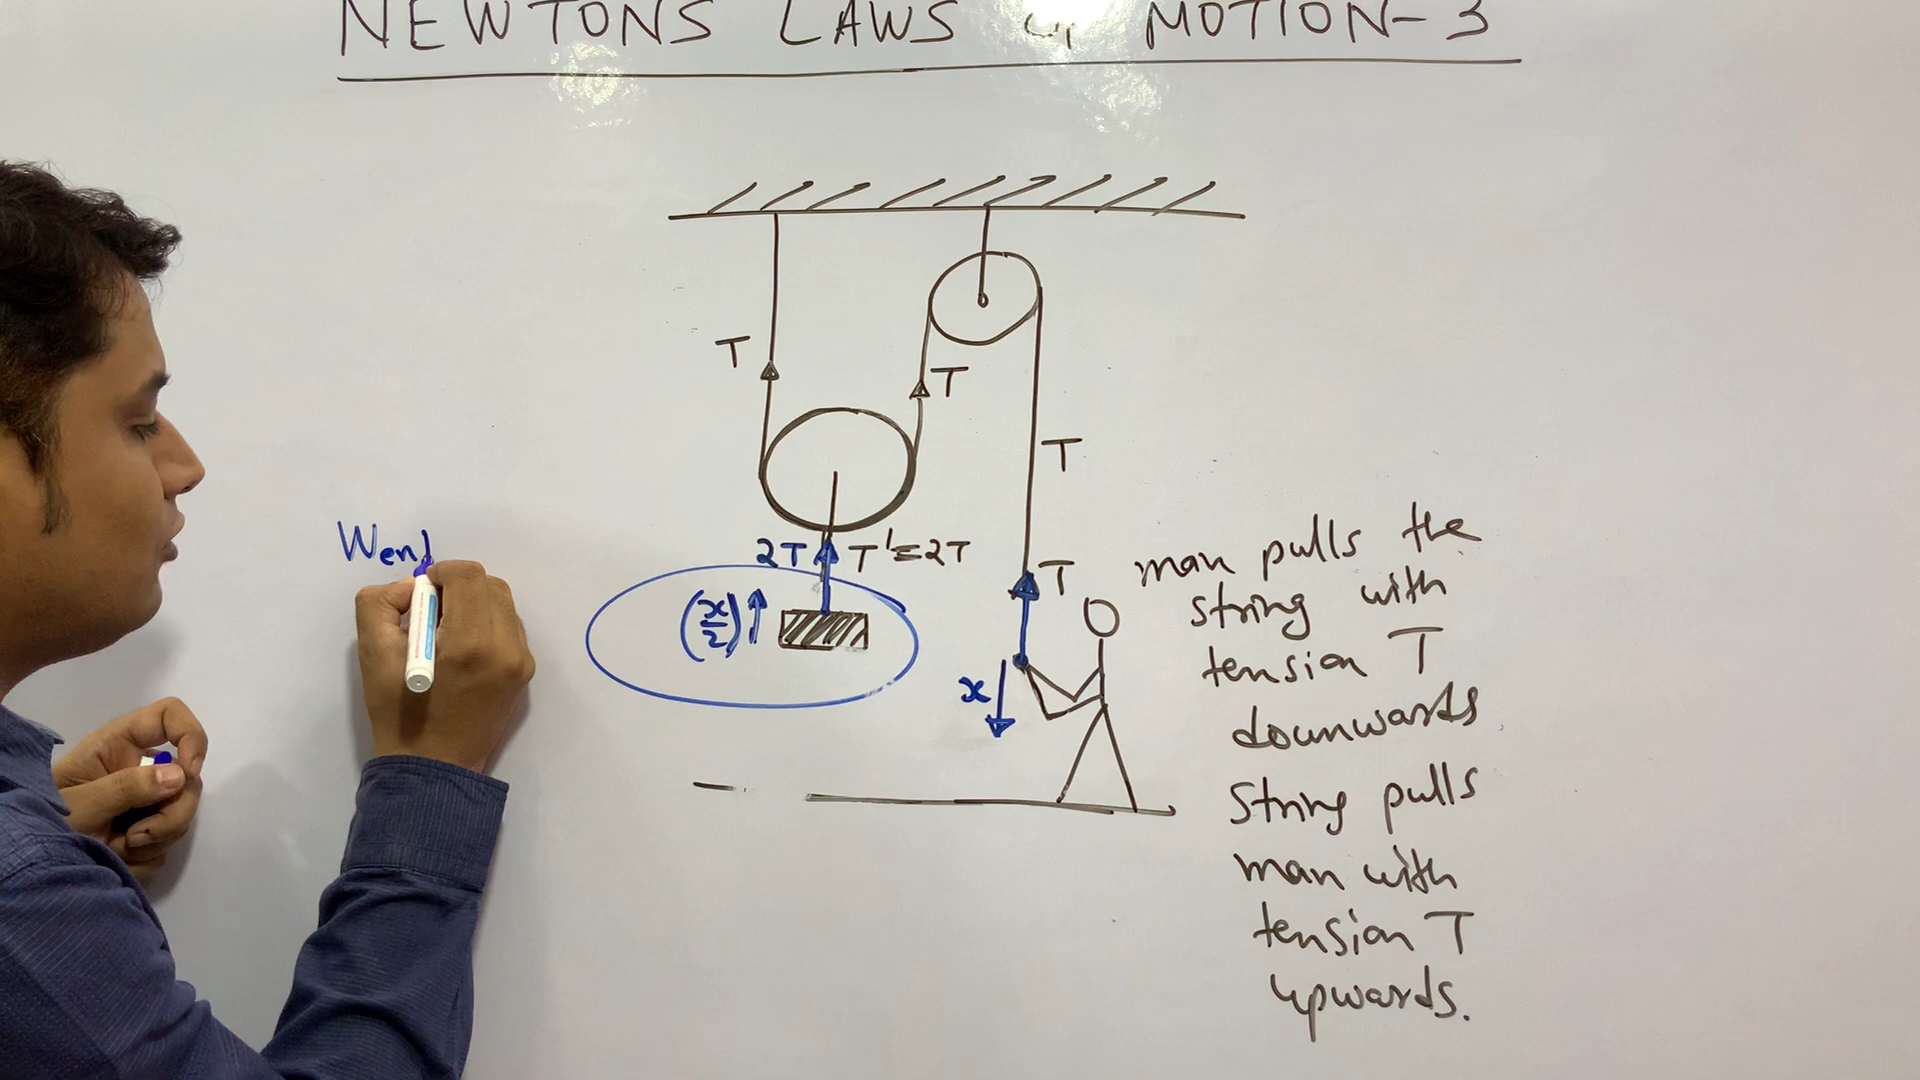 NEWTONS LAWS of MOTION-3
T
T
T
2T T'=2T
T
(x/2)
x
man pulls the
string with
tension T
downwards
String pulls
man with
tension T
upwards.